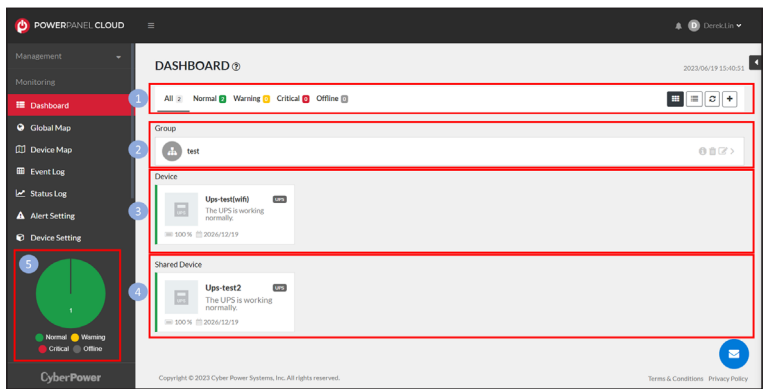 POWERPANEL CLOUD
DerekLin
Management
Monitoring
Dashboard
Global Map
Device Map
Event Log
Status Log
Alert Setting
Device Setting
5
1
Normal
Warning
Critical
Offline
CyberPower
DASHBOARD
2023/06/19 15:40:51
1
All 2
Normal 2
Warning 0
Critical 0
Offline 0
2
Group
test
3
Device
Ups-test(wifi)
UPS
The UPS is working
normally.
UPS
100 %
2026/12/19
4
Shared Device
Ups-test2
UPS
The UPS is working
normally.
UPS
100 %
2026/12/19
Copyright © 2023 Cyber Power Systems, Inc. All rights reserved.
Terms & Conditions
Privacy Policy